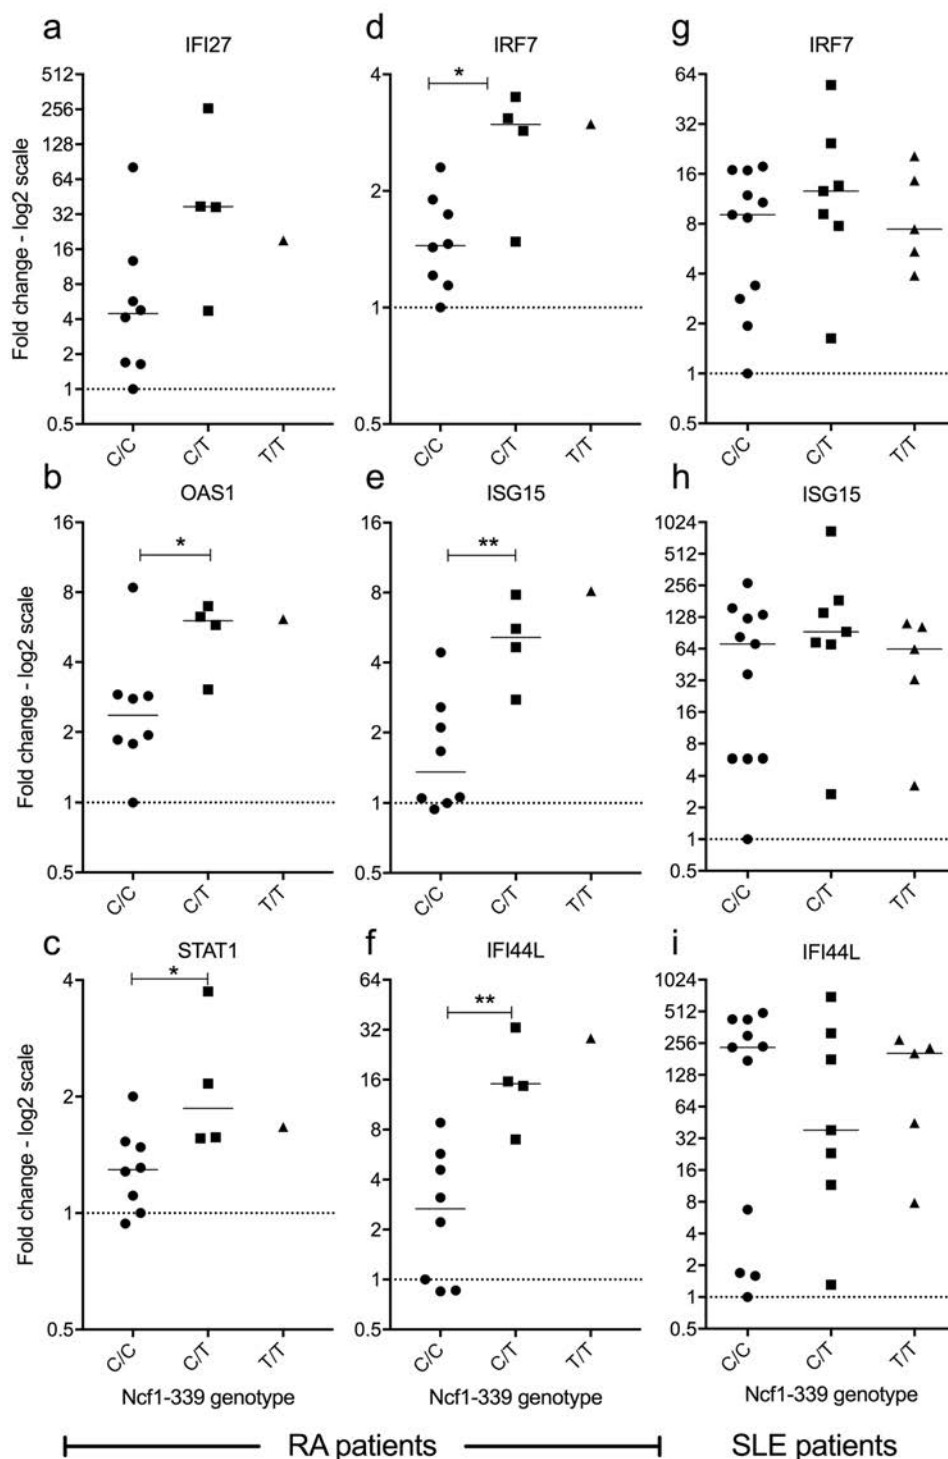 a
IFI27
512
256
128
64
32
16
8
4
2
1
0.5
Fold change - log2 scale
C/C
C/T
T/T
d
IRF7
*
4
2
1
0.5
C/C
C/T
T/T
g
IRF7
64
32
16
8
4
2
1
0.5
C/C
C/T
T/T
b
OAS1
*
16
8
4
2
1
0.5
Fold change - log2 scale
C/C
C/T
T/T
e
ISG15
**
16
8
4
2
1
0.5
C/C
C/T
T/T
h
ISG15
1024
512
256
128
64
32
16
8
4
2
1
0.5
C/C
C/T
T/T
c
STAT1
*
4
2
1
0.5
Fold change - log2 scale
C/C
C/T
T/T
Ncf1-339 genotype
f
IFI44L
**
64
32
16
8
4
2
1
0.5
C/C
C/T
T/T
Ncf1-339 genotype
i
IFI44L
1024
512
256
128
64
32
16
8
4
2
1
0.5
C/C
C/T
T/T
Ncf1-339 genotype
RA patients
SLE patients